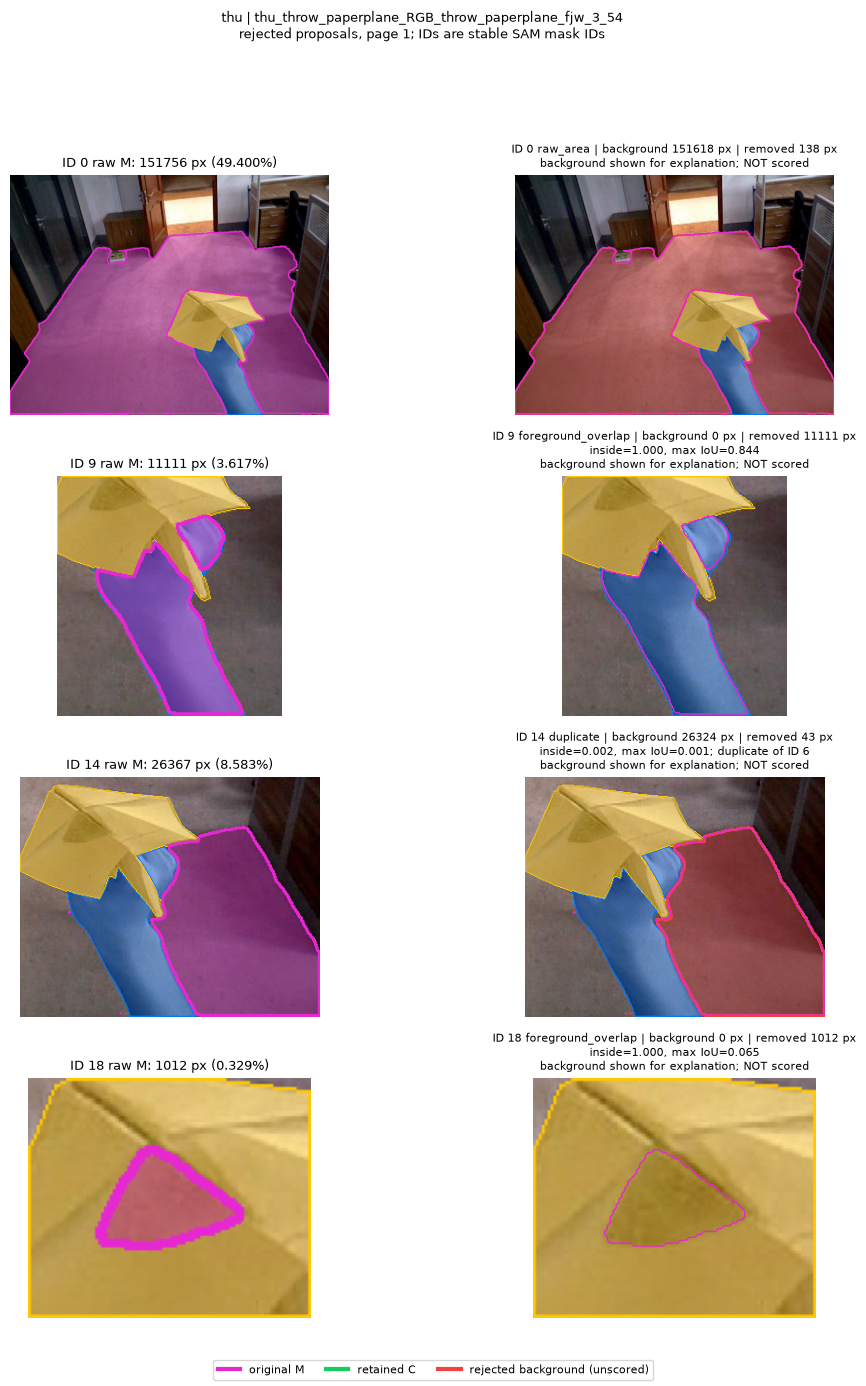 thu | thu_throw_paperplane_RGB_throw_paperplane_fjw_3_54
rejected proposals, page 1; IDs are stable SAM mask IDs
ID 0 raw M: 151756 px (49.400%)
ID 0 raw_area | background 151618 px | removed 138 px
background shown for explanation; NOT scored
ID 9 raw M: 11111 px (3.617%)
ID 9 foreground_overlap | background 0 px | removed 11111 px
inside=1.000, max IoU=0.844
background shown for explanation; NOT scored
ID 14 raw M: 26367 px (8.583%)
ID 14 duplicate | background 26324 px | removed 43 px
inside=0.002, max IoU=0.001; duplicate of ID 6
background shown for explanation; NOT scored
ID 18 raw M: 1012 px (0.329%)
ID 18 foreground_overlap | background 0 px | removed 1012 px
inside=1.000, max IoU=0.065
background shown for explanation; NOT scored
original M
retained C
rejected background (unscored)